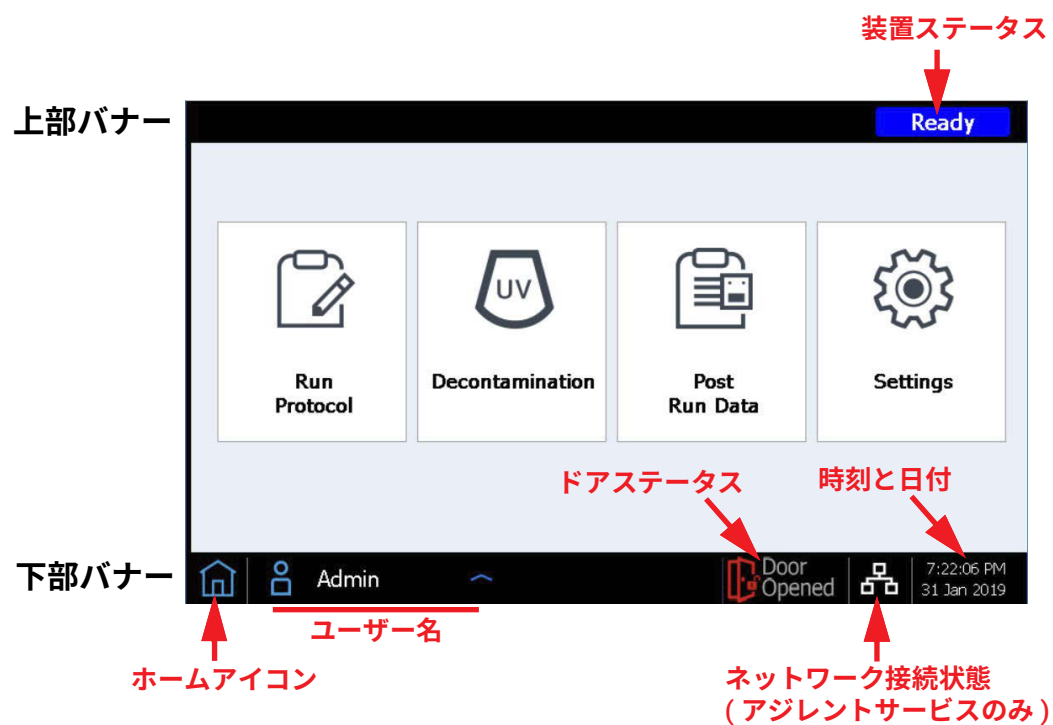 装置ステータス
上部バナー
Ready
UV
Run
Protocol
Decontamination
Post
Run Data
Settings
ドアステータス
時刻と日付
下部バナー
Admin
Door
Opened
7:22:06 PM
31 Jan 2019
ユーザー名
ホームアイコン
ネットワーク接続状態
( アジレントサービスのみ )